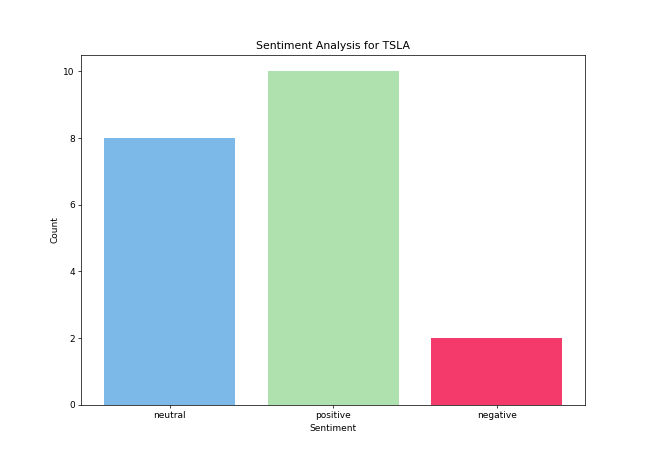 Sentiment Analysis for TSLA
10
8
6
4
2
0
Count
neutral positive negative
Sentiment